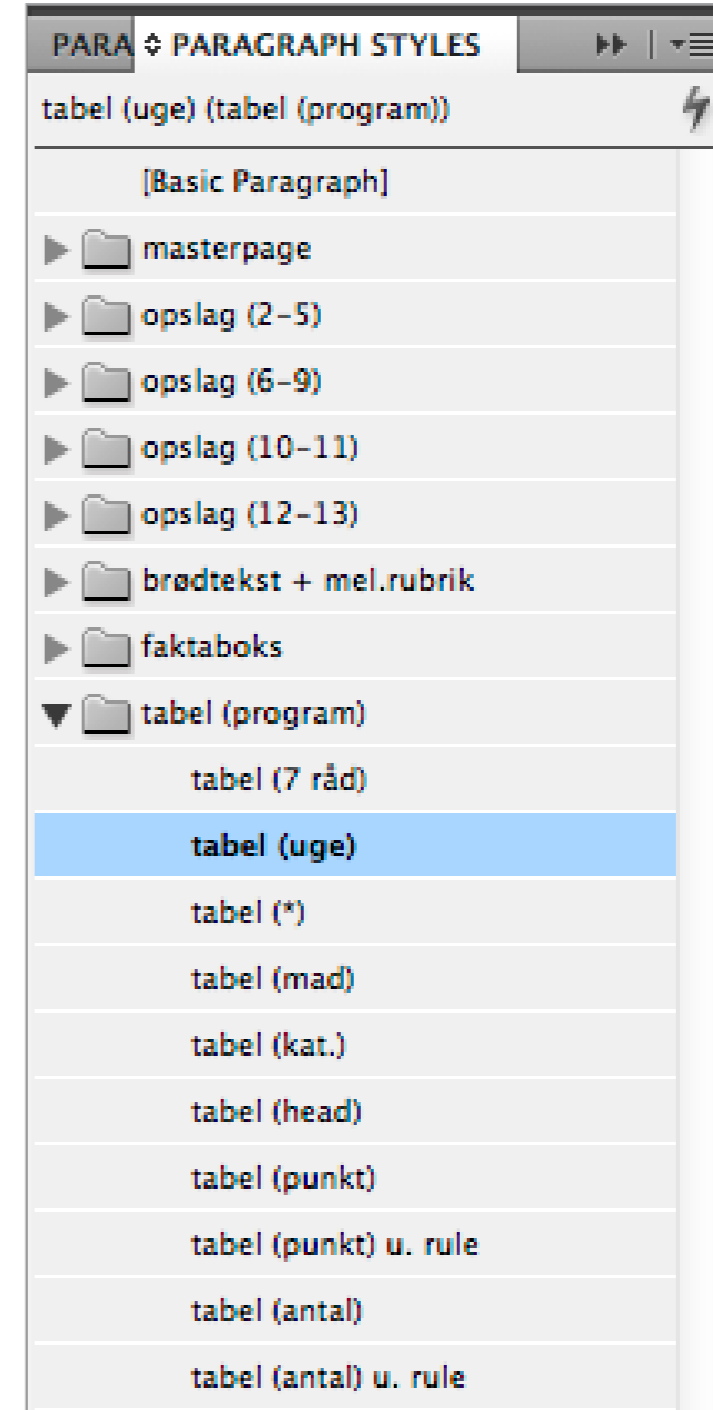 PARA PARAGRAPH STYLES
tabel (uge) (tabel (program))
[Basic Paragraph]
masterpage
opslag (2–5)
opslag (6–9)
opslag (10–11)
opslag (12–13)
brødtekst + mel.rubrik
faktaboks
tabel (program)
tabel (7 råd)
tabel (uge)
tabel (*)
tabel (mad)
tabel (kat.)
tabel (head)
tabel (punkt)
tabel (punkt) u. rule
tabel (antal)
tabel (antal) u. rule